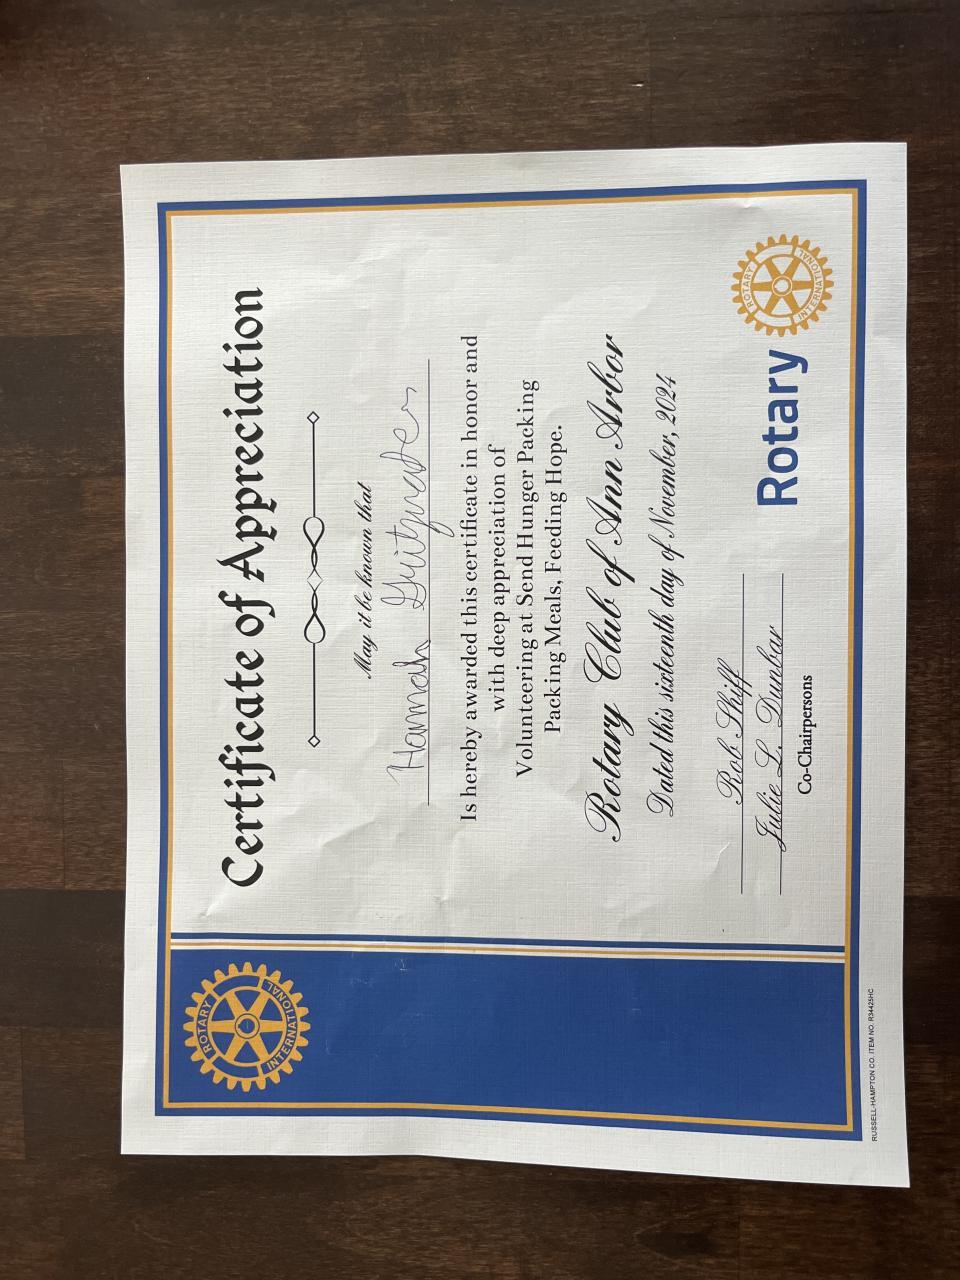 Certificate of Appreciation
May it be known that
Hannah
Is hereby awarded this certificate in honor and
with deep appreciation of
Volunteering at Send Hunger Packing
Packing Meals, Feeding Hope.
Rotary Club of Ann Arbor
Dated this sixteenth day of November, 2024
Rob Shiff
Julie L. Dunbar
Co-Chairpersons
Rotary
ROTARY
INTERNATIONAL
ROTARY
INTERNATIONAL
RUSSELL-HAMPTON CO. ITEM NO. R34425HC